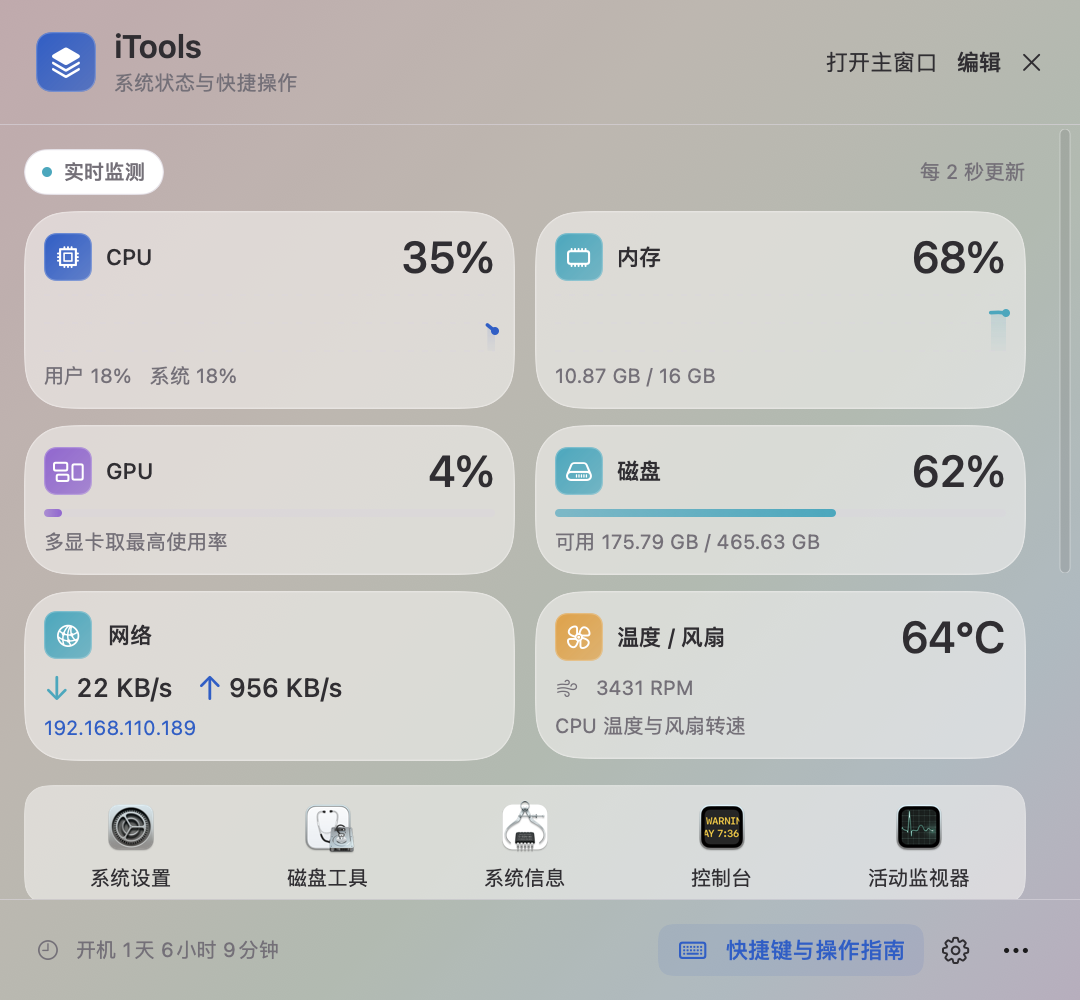 iTools
系统状态与快捷操作
打开主窗口 编辑
实时监测
每 2 秒更新
CPU 35%
用户 18% 系统 18%
内存 68%
10.87 GB / 16 GB
GPU 4%
多显卡取最高使用率
磁盘 62%
可用 175.79 GB / 465.63 GB
网络
22 KB/s 956 KB/s
192.168.110.189
温度 / 风扇 64°C
3431 RPM
CPU 温度与风扇转速
WARNIN
AY 7:36
系统设置 磁盘工具 系统信息 控制台 活动监视器
开机 1天 6小时 9分钟
快捷键与操作指南